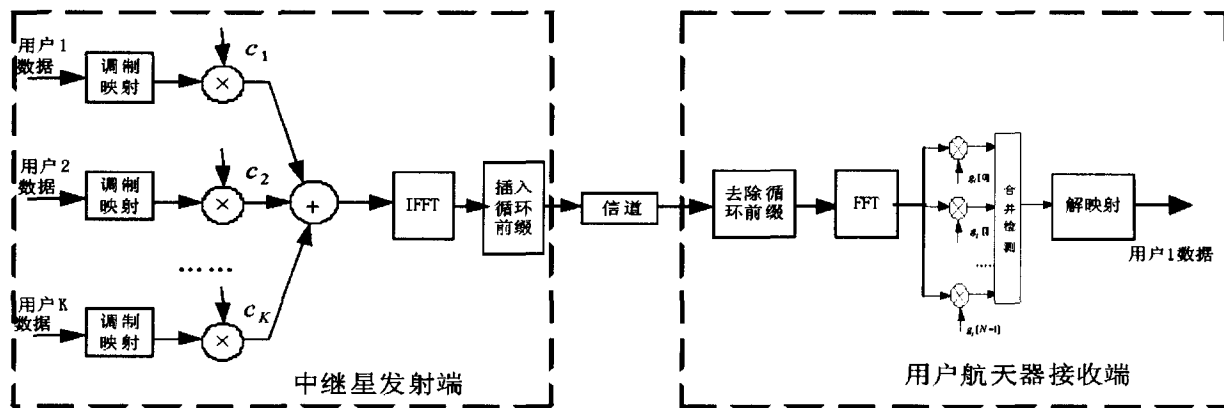 用户1
数据
调制
映射
×
c₁
用户2
数据
调制
映射
×
c₂
……
用户K
数据
调制
映射
×
c_K
+
IFFT
插入
循环
前缀
中继星发射端
信道
去除循
环前缀
FFT
×
×
.....
×
g₁[N-1]
合
并
检
测
解映射
用户1数据
用户航天器接收端